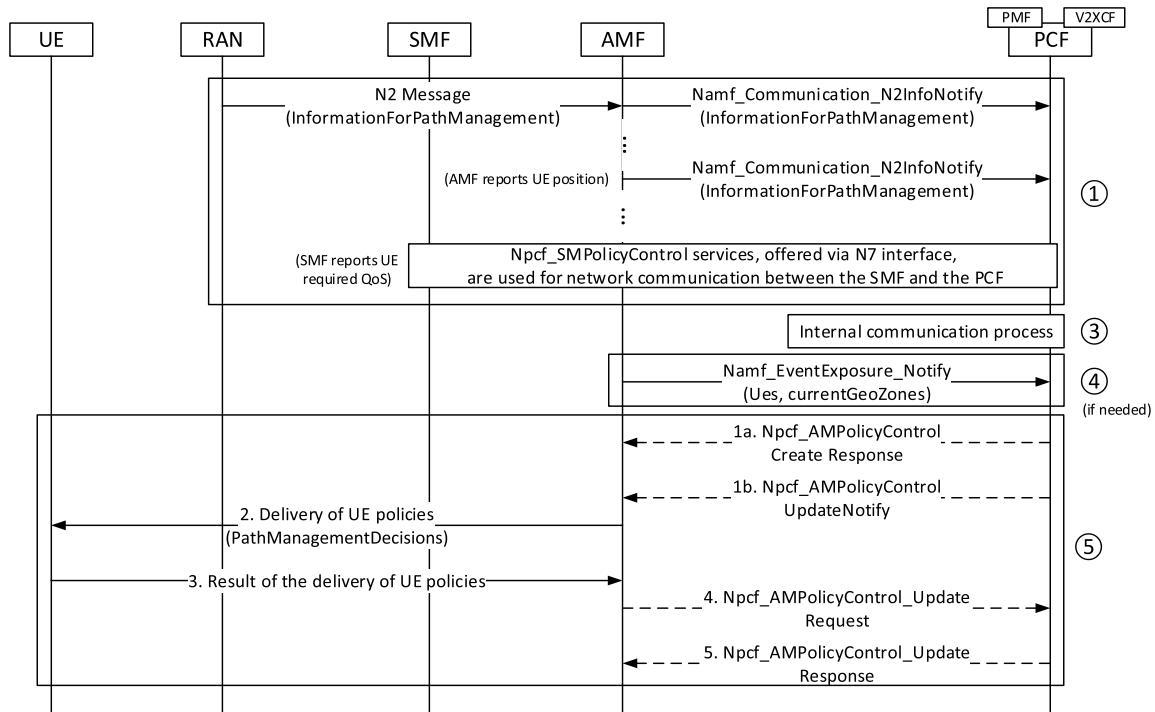 PMF
V2XCF
UE
RAN
SMF
AMF
PCF
N2 Message
(InformationForPathManagement)
Namf_Communication_N2InfoNotify
(InformationForPathManagement)
(AMF reports UE position)
Namf_Communication_N2InfoNotify
(InformationForPathManagement)
1
(SMF reports UE
required QoS)
Npcf_SMPolicyControl services, offered via N7 interface,
are used for network communication between the SMF and the PCF
Internal communication process
3
Namf_EventExposure_Notify
(Ues, currentGeoZones)
4
(if needed)
1a. Npcf_AMPolicyControl
Create Response
1b. Npcf_AMPolicyControl
UpdateNotify
2. Delivery of UE policies
(PathManagementDecisions)
5
3. Result of the delivery of UE policies
4. Npcf_AMPolicyControl_Update
Request
5. Npcf_AMPolicyControl_Update
Response